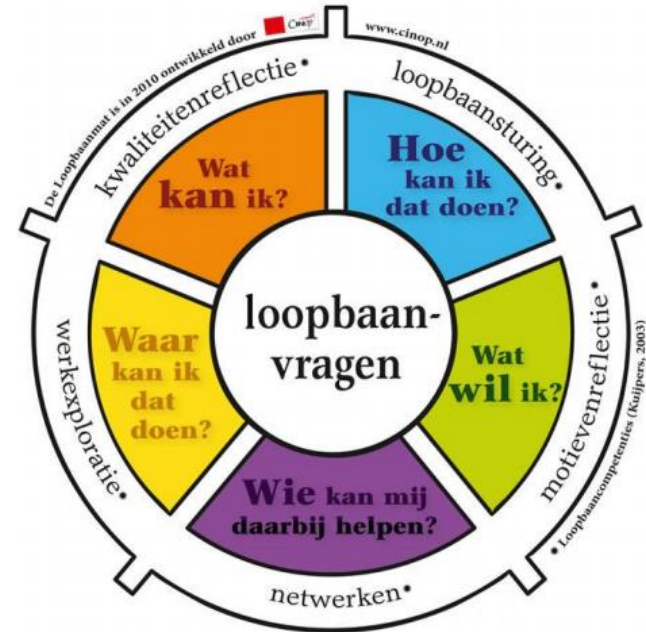 De Loopbaanmat is in 2010 ontwikkeld door
Cinop
www.cinop.nl
kwaliteitenreflectie•
loopbaansturing•
motievenreflectie•
netwerken•
werkexploratie•
•Loopbaancompetenties (Kuijpers, 2003)
Wat
kan ik?
Hoe
kan ik
dat doen?
Wat
wil ik?
Wie kan mij
daarbij helpen?
Waar
kan ik
dat
doen?
loopbaan-
vragen